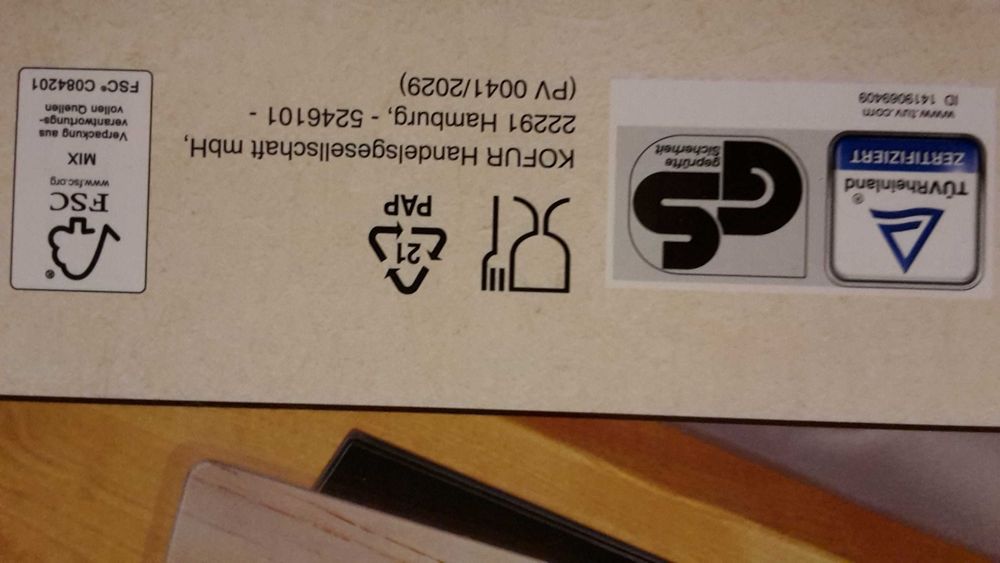 TÜVRheinland®
ZERTIFIZIERT
geprüfte
Sicherheit
www.tuv.com
ID 1419069409
21
PAP
KOFUR Handelsgesellschaft mbH,
22291 Hamburg, - 5246101 -
(PV 0041/2029)
®
FSC
www.fsc.org
MIX
Verpackung aus
verantwortungs-
vollen Quellen
FSC® C084201